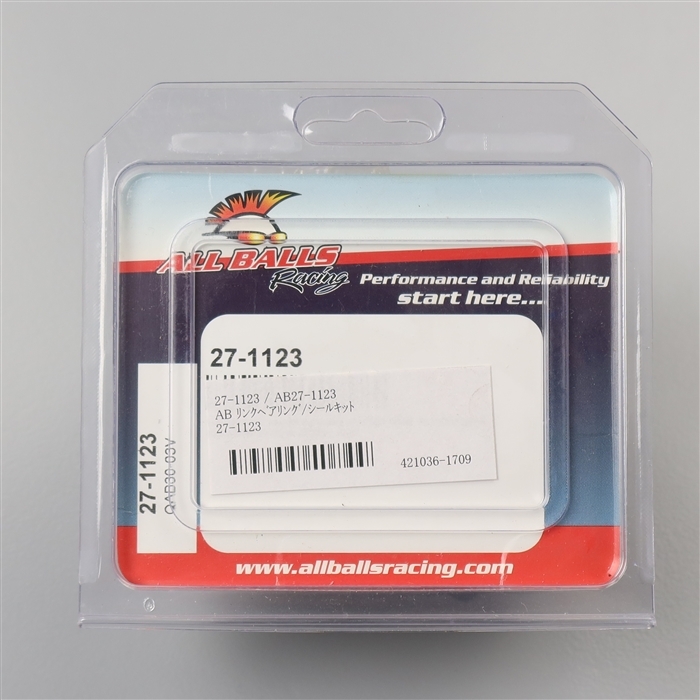 ALL BALLS
Racing
Performance and Reliability
start here...
27-1123
27-1123 / AB27-1123
AB リンクベアリング/シールキット
27-1123
421036-1709
27-1123
QAB30-03V
www.allballsracing.com